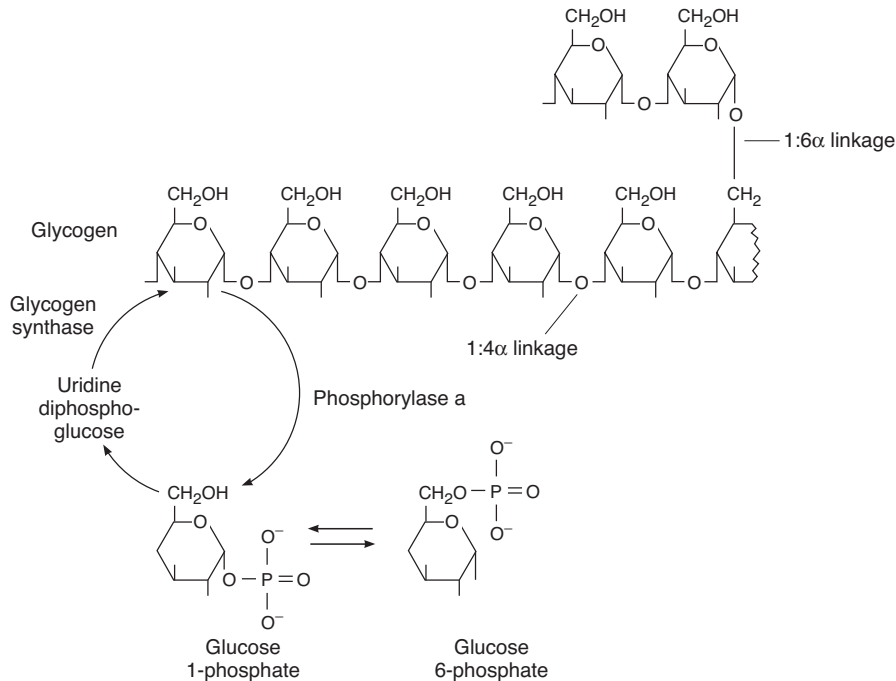 CH2OH CH2OH
O O
O O
1:6α linkage
CH2OH CH2OH CH2OH CH2OH CH2OH CH2
Glycogen
O O O O O
O O O O O
Glycogen
synthase
1:4α linkage
Uridine
diphospho-
glucose
Phosphorylase a
O−
CH2O P O
O−
CH2OH
O
O−
O P O
O−
O
Glucose
1-phosphate
Glucose
6-phosphate